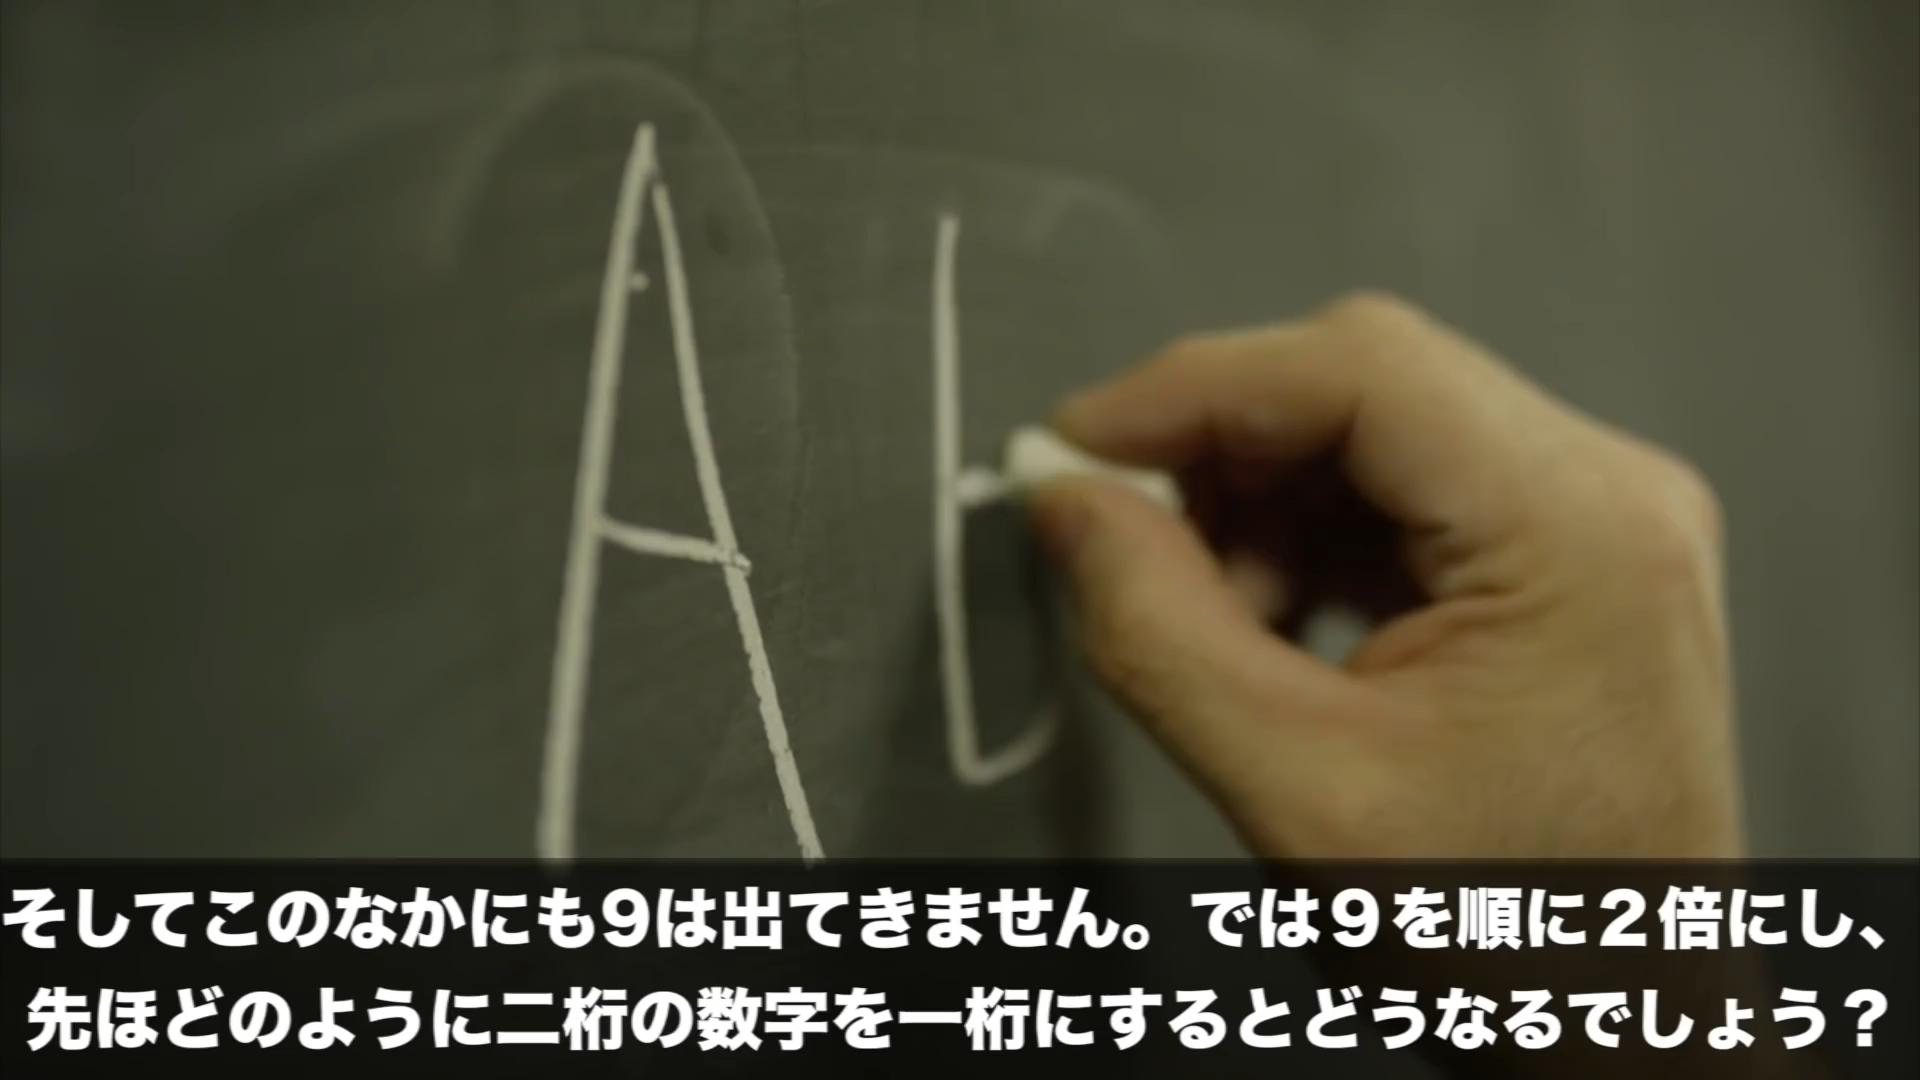 A
そしてこのなかにも9は出てきません。では９を順に２倍にし、
先ほどのように二桁の数字を一桁にするとどうなるでしょう？